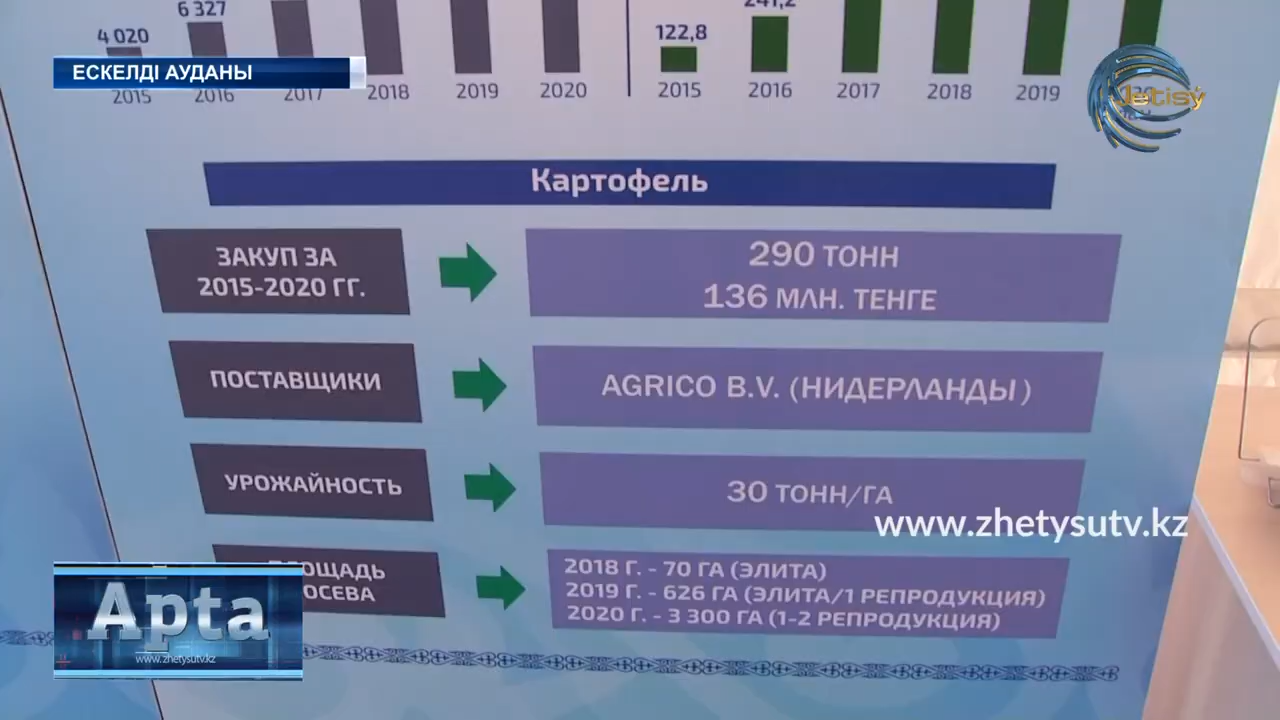 6 327
241,2
4 020
122,8
ЕСКЕЛДІ АУДАНЫ
2015 2016 2017 2018 2019 2020
2015 2016 2017 2018 2019
Jetisý
Картофель
ЗАКУП ЗА
2015-2020 ГГ.
290 ТОНН
136 МЛН. ТЕНГЕ
ПОСТАВЩИКИ
AGRICO B.V. (НИДЕРЛАНДЫ)
УРОЖАЙНОСТЬ
30 ТОНН/ГА
www.zhetysutv.kz
2018 Г. - 70 ГА (ЭЛИТА)
2019 Г. - 626 ГА (ЭЛИТА/1 РЕПРОДУКЦИЯ)
2020 Г. - 3 300 ГА (1-2 РЕПРОДУКЦИЯ)
Apta
www.zhetysutv.kz